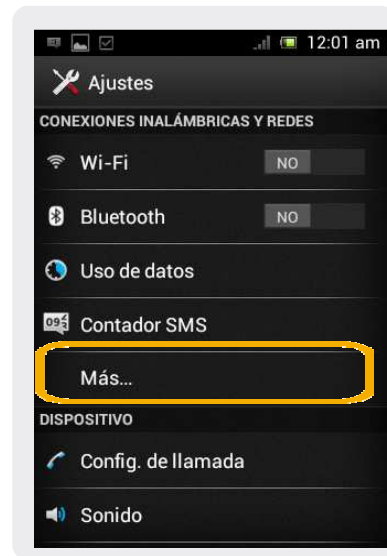 12:01 am
Ajustes
CONEXIONES INALÁMBRICAS Y REDES
Wi-Fi NO
Bluetooth NO
Uso de datos
Contador SMS
Más...
DISPOSITIVO
Config. de llamada
Sonido